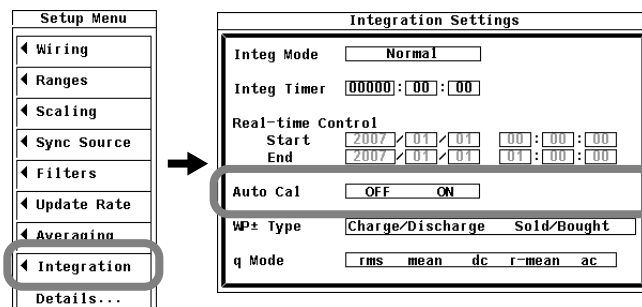 Setup Menu
Wiring
Ranges
Scaling
Sync Source
Filters
Update Rate
Averaging
Integration
Details...
Integration Settings
Integ Mode Normal
Integ Timer 00000: 00 : 00
Real-time Control
Start 2007 / 01 / 01 00 : 00 : 00
End 2007 / 01 / 01 01 : 00 : 00
Auto Cal OFF ON
WP± Type Charge/Discharge Sold/Bought
q Mode rms mean dc r-mean ac